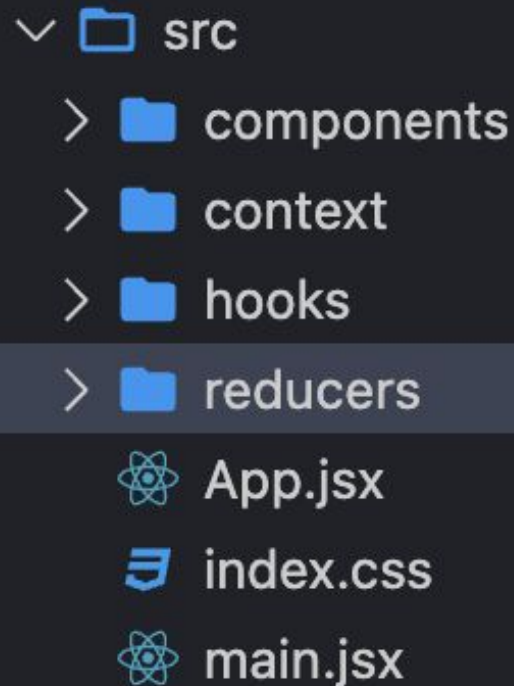 src
components
context
hooks
reducers
App.jsx
index.css
main.jsx